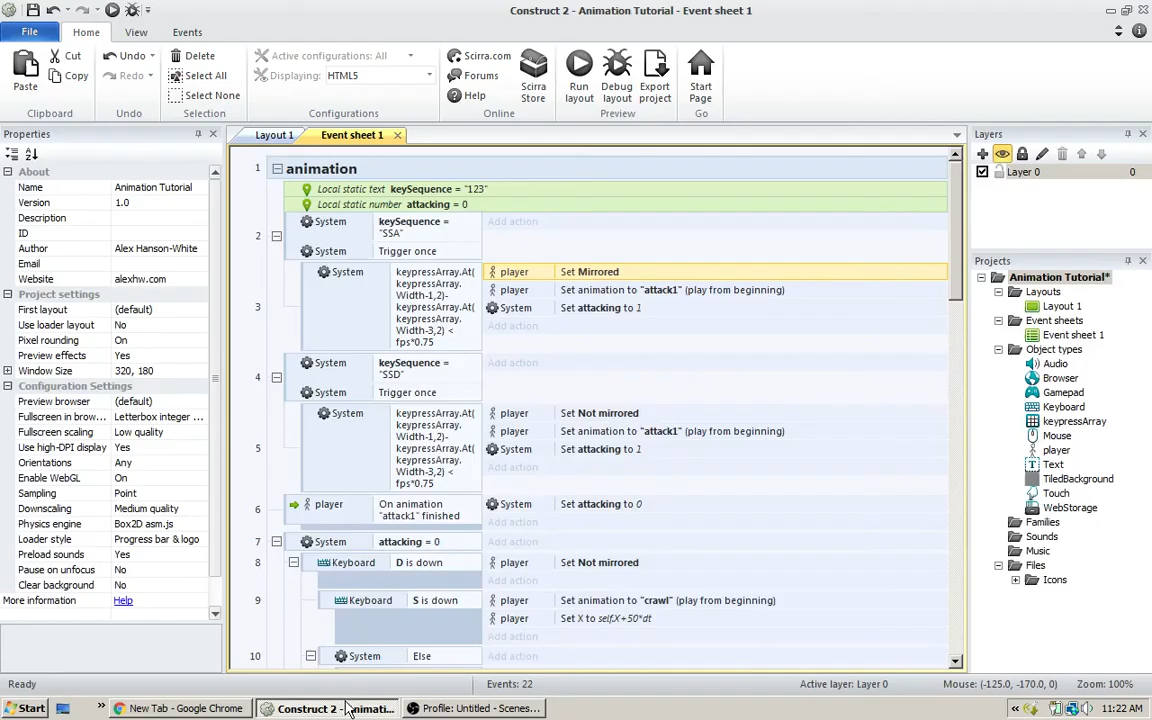 Construct 2 - Animation Tutorial - Event sheet 1
File Home View Events
Paste Cut Copy
Clipboard
Undo Redo
Undo
Delete
Select All
Select None
Selection
Active configurations: All
Displaying: HTML5
Configurations
Scirra.com
Forums
Help
Scirra Store
Online
Run layout
Debug layout
Export project
Preview
Start Page
Go
Properties
About
Name Animation Tutorial
Version 1.0
Description
ID
Author Alex Hanson-White
Email
Website alexhw.com
Project settings
First layout (default)
Use loader layout No
Pixel rounding On
Preview effects Yes
Window Size 320, 180
Configuration Settings
Preview browser (default)
Fullscreen in brow... Letterbox integer ...
Fullscreen scaling Low quality
Use high-DPI display Yes
Orientations Any
Enable WebGL On
Sampling Point
Downscaling Medium quality
Physics engine Box2D asm.js
Loader style Progress bar & logo
Preload sounds Yes
Pause on unfocus No
Clear background No
More information Help
Layout 1 Event sheet 1
1 animation
Local static text keySequence = "123"
Local static number attacking = 0
2 System keySequence = "SSA" Add action
System Trigger once
3 System keypressArray.At(
keypressArray.
Width-1,2)-
keypressArray.At(
keypressArray.
Width-3,2) <
fps*0.75
player Set Mirrored
player Set animation to "attack1" (play from beginning)
System Set attacking to 1
Add action
4 System keySequence = "SSD" Add action
System Trigger once
5 System keypressArray.At(
keypressArray.
Width-1,2)-
keypressArray.At(
keypressArray.
Width-3,2) <
fps*0.75
player Set Not mirrored
player Set animation to "attack1" (play from beginning)
System Set attacking to 1
Add action
6 player On animation "attack1" finished
System Set attacking to 0
Add action
7 System attacking = 0 Add action
8 Keyboard D is down player Set Not mirrored
Add action
9 Keyboard S is down player Set animation to "crawl" (play from beginning)
player Set X to self.X+50*dt
Add action
10 System Else Add action
Layers
Layer 0 0
Projects
Animation Tutorial*
Layouts
Layout 1
Event sheets
Event sheet 1
Object types
Audio
Browser
Gamepad
Keyboard
keypressArray
Mouse
player
Text
TiledBackground
Touch
WebStorage
Families
Sounds
Music
Files
Icons
Ready Events: 22 Active layer: Layer 0 Mouse: (-125.0, -170.0, 0) Zoom: 100%
Start New Tab - Google Chrome Construct 2 - Animati... Profile: Untitled - Scenes... 11:22 AM